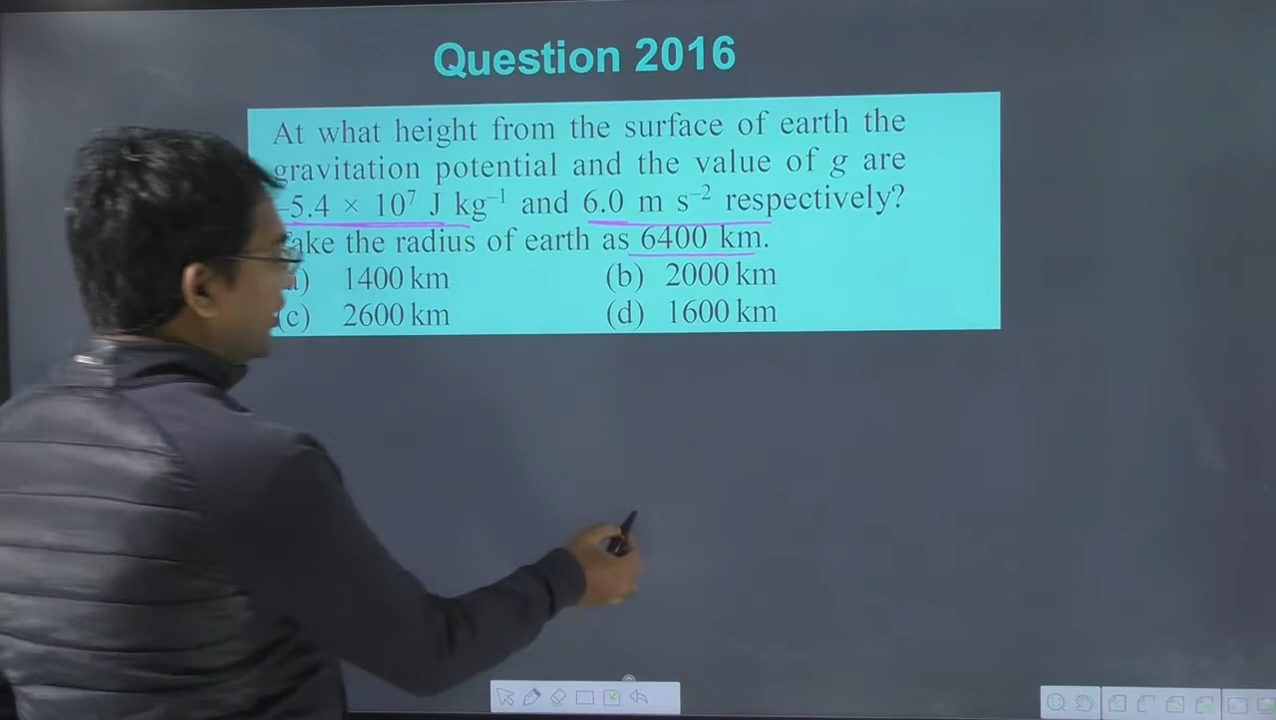 Question 2016
At what height from the surface of earth the
gravitation potential and the value of g are
–5.4 × 10⁷ J kg⁻¹ and 6.0 m s⁻² respectively?
the radius of earth as 6400 km.
1400 km (b) 2000 km
(c) 2600 km (d) 1600 km